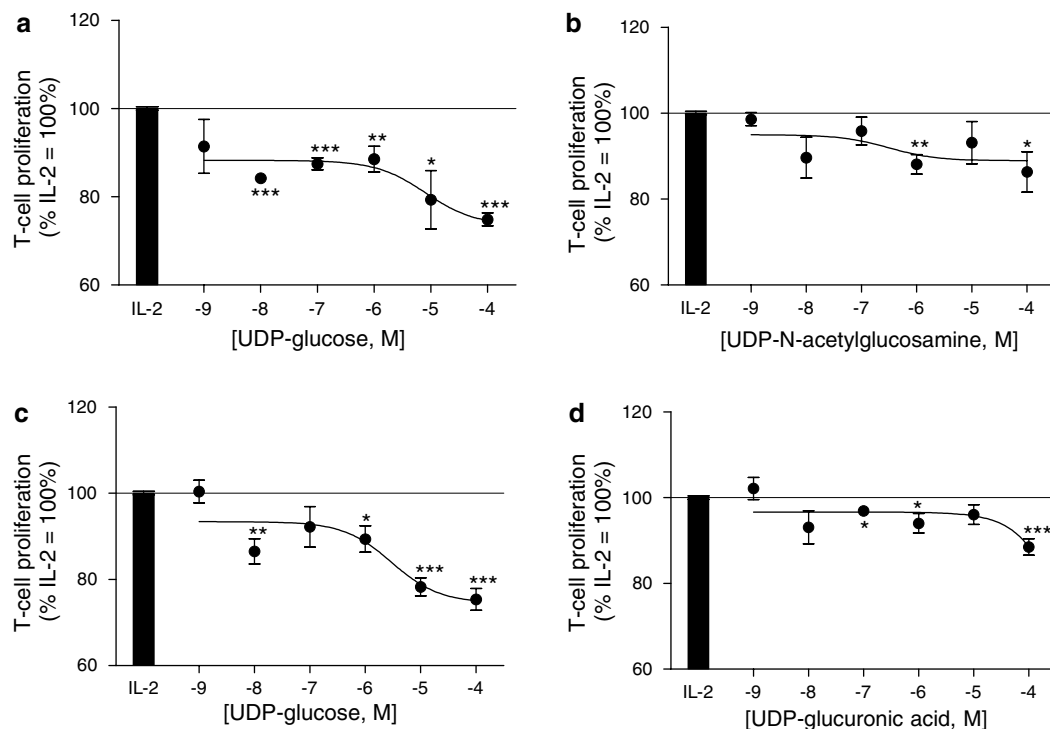 a
T-cell proliferation
(% IL-2 = 100%)
120
100
80
60
***
***
**
*
***
IL-2 -9 -8 -7 -6 -5 -4
[UDP-glucose, M]
b
T-cell proliferation
(% IL-2 = 100%)
120
100
80
60
**
*
IL-2 -9 -8 -7 -6 -5 -4
[UDP-N-acetylglucosamine, M]
c
T-cell proliferation
(% IL-2 = 100%)
120
100
80
60
**
*
***
***
IL-2 -9 -8 -7 -6 -5 -4
[UDP-glucose, M]
d
T-cell proliferation
(% IL-2 = 100%)
120
100
80
60
*
*
***
IL-2 -9 -8 -7 -6 -5 -4
[UDP-glucuronic acid, M]